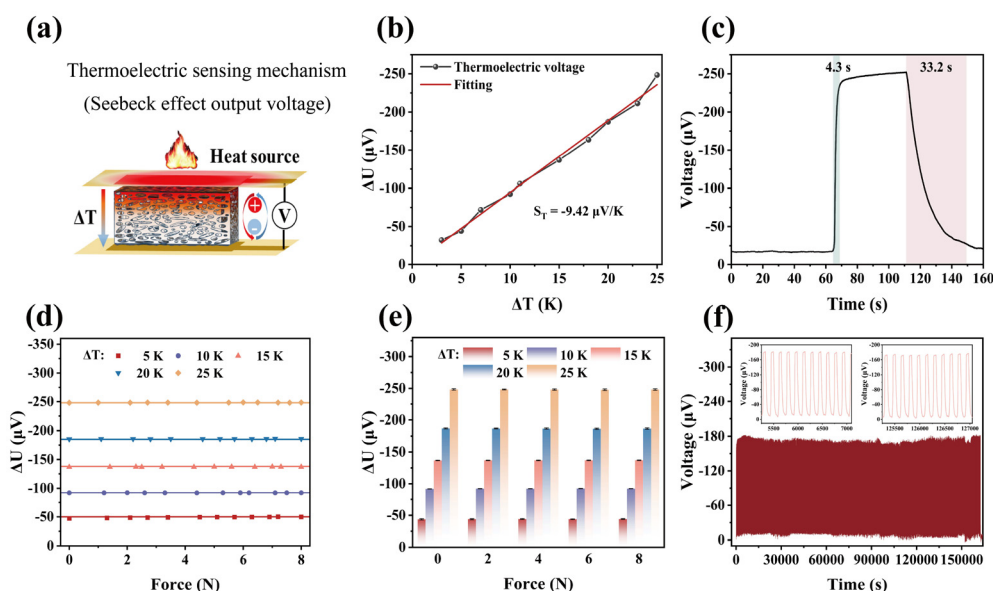 (a)
Thermoelectric sensing mechanism
(Seebeck effect output voltage)
Heat source
ΔT
+
−
V
(b)
Thermoelectric voltage
Fitting
S_T = -9.42 μV/K
ΔU (μV)
-250
-200
-150
-100
-50
0
0 5 10 15 20 25
ΔT (K)
(c)
4.3 s 33.2 s
Voltage (μV)
-250
-200
-150
-100
-50
0
0 20 40 60 80 100 120 140 160
Time (s)
(d)
ΔT: 5 K 10 K 15 K
20 K 25 K
ΔU (μV)
-350
-300
-250
-200
-150
-100
-50
0
0 2 4 6 8
Force (N)
(e)
ΔT: 5 K 10 K 15 K
20 K 25 K
ΔU (μV)
-300
-250
-200
-150
-100
-50
0
0 2 4 6 8
Force (N)
(f)
Voltage (μV)
-300
-240
-180
-120
-60
0
0 30000 60000 90000 120000 150000
Time (s)
Voltage (μV)
-200
-160
-120
-80
-40
0
5500 6000 6500 7000
Voltage (μV)
-200
-160
-120
-80
-40
0
125500 126000 126500 127000